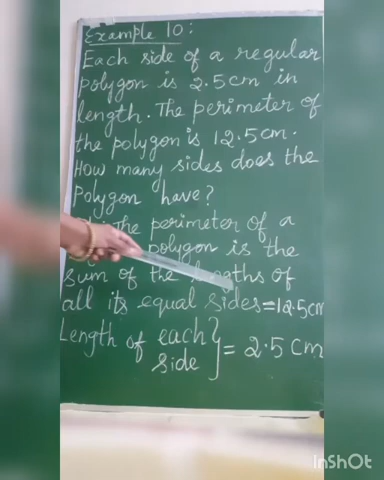 Example 10:
Each side of a regular
polygon is 2.5cm in
length. The perimeter of
the polygon is 12.5cm.
How many sides does the
Polygon have?
The perimeter of a
polygon is the
Sum of the lengths of
all its equal sides=12.5cm
Length of each
side } = 2.5 cm
InShOt